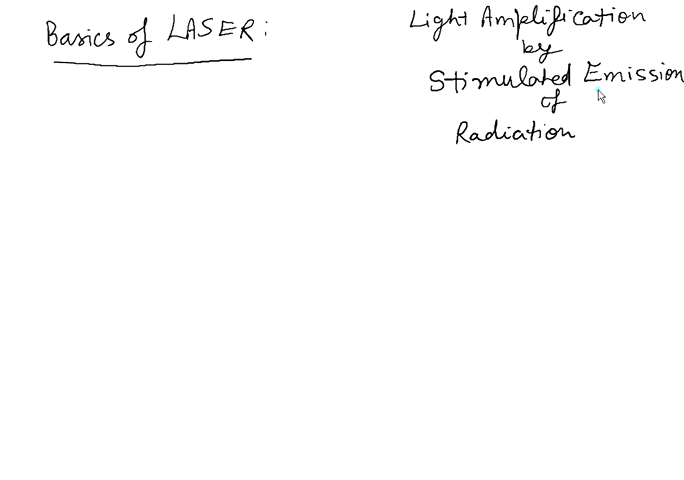 Basics of LASER:
Light Amplification
by
Stimulated Emission
of
Radiation